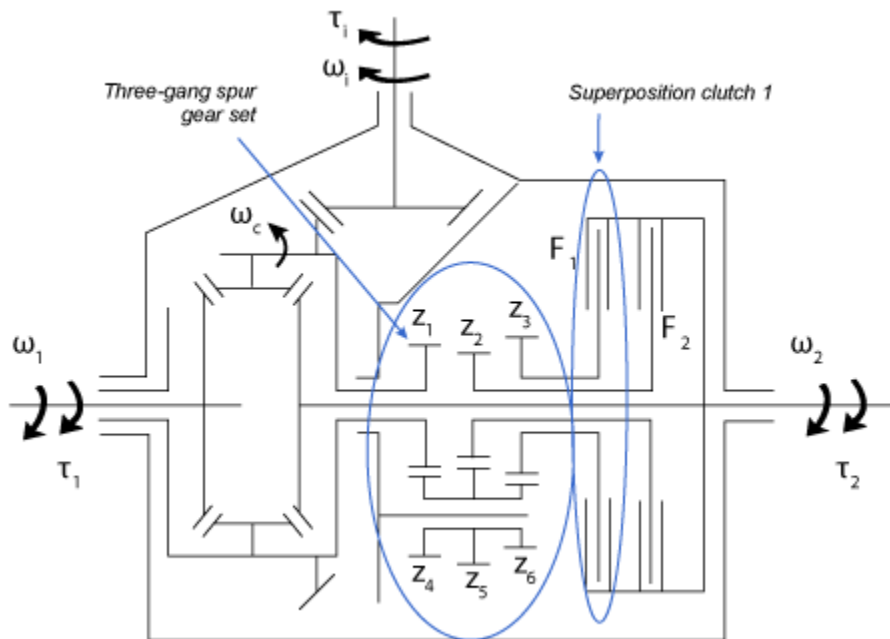 τi
ωi
Three-gang spur
gear set
Superposition clutch 1
ωc
F1
z1
z2
z3
F2
ω1
ω2
τ1
τ2
z4
z5
z6